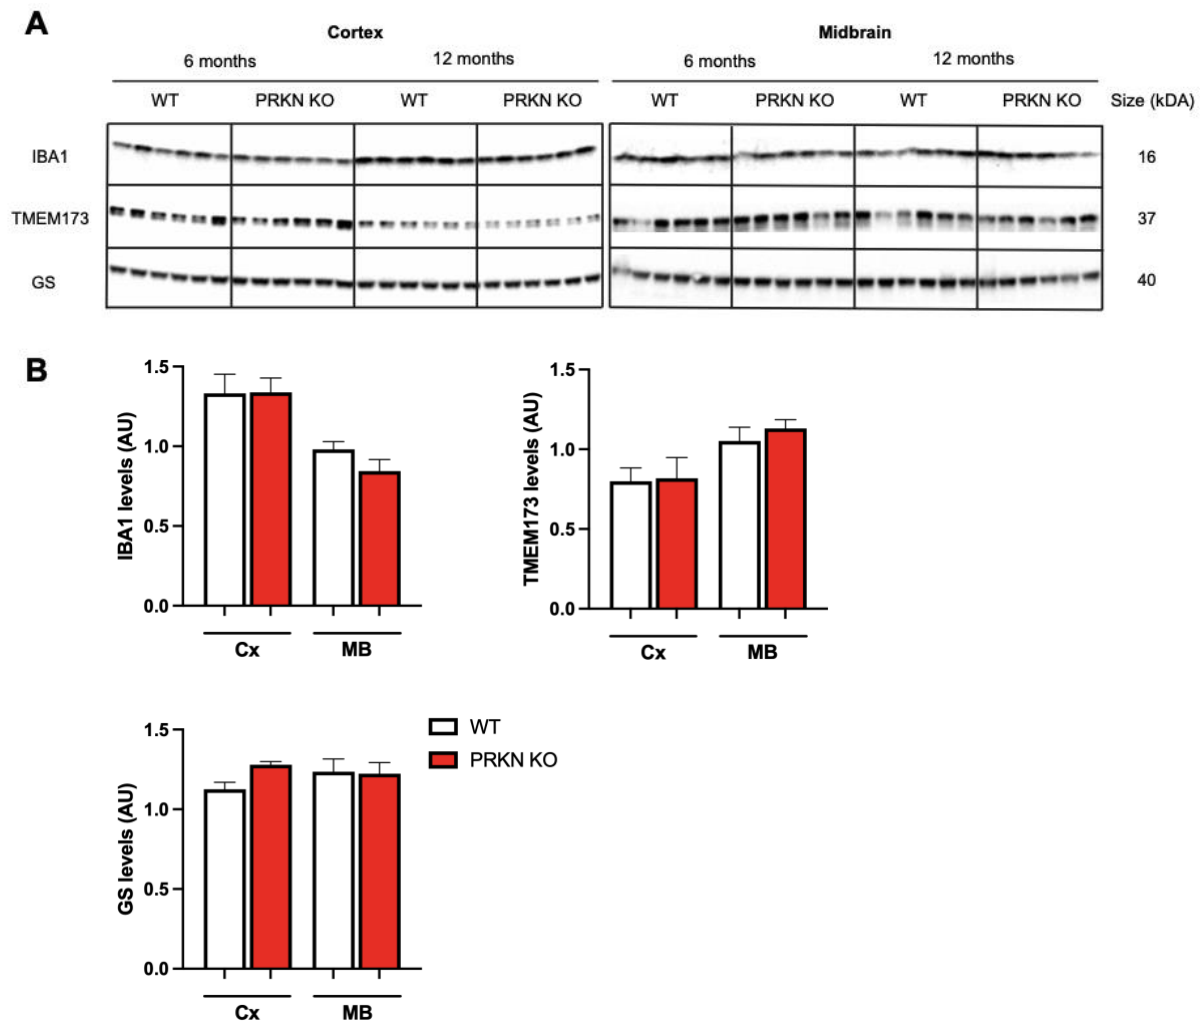 A
Cortex Midbrain
6 months 12 months 6 months 12 months
WT PRKN KO WT PRKN KO WT PRKN KO WT PRKN KO Size (kDA)
IBA1 16
TMEM173 37
GS 40
B
IBA1 levels (AU)
1.5
1.0
0.5
0.0
Cx MB
TMEM173 levels (AU)
1.5
1.0
0.5
0.0
Cx MB
GS levels (AU)
1.5
1.0
0.5
0.0
Cx MB
WT
PRKN KO